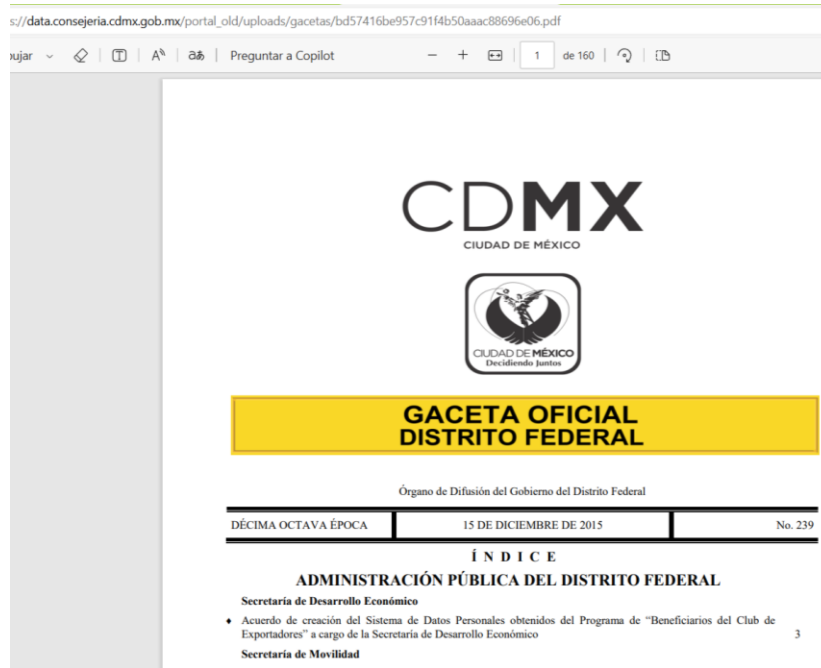 s://data.consejeria.cdmx.gob.mx/portal_old/uploads/gacetas/bd57416be957c91f4b50aaac88696e06.pdf
ujar
Preguntar a Copilot
1 de 160
CDMX
CIUDAD DE MÉXICO
CIUDAD DE MÉXICO
Decidiendo Juntos
GACETA OFICIAL
DISTRITO FEDERAL
Órgano de Difusión del Gobierno del Distrito Federal
DÉCIMA OCTAVA ÉPOCA 15 DE DICIEMBRE DE 2015 No. 239
Í N D I C E
ADMINISTRACIÓN PÚBLICA DEL DISTRITO FEDERAL
Secretaría de Desarrollo Económico
♦ Acuerdo de creación del Sistema de Datos Personales obtenidos del Programa de “Beneficiarios del Club de
Exportadores” a cargo de la Secretaría de Desarrollo Económico 3
Secretaría de Movilidad